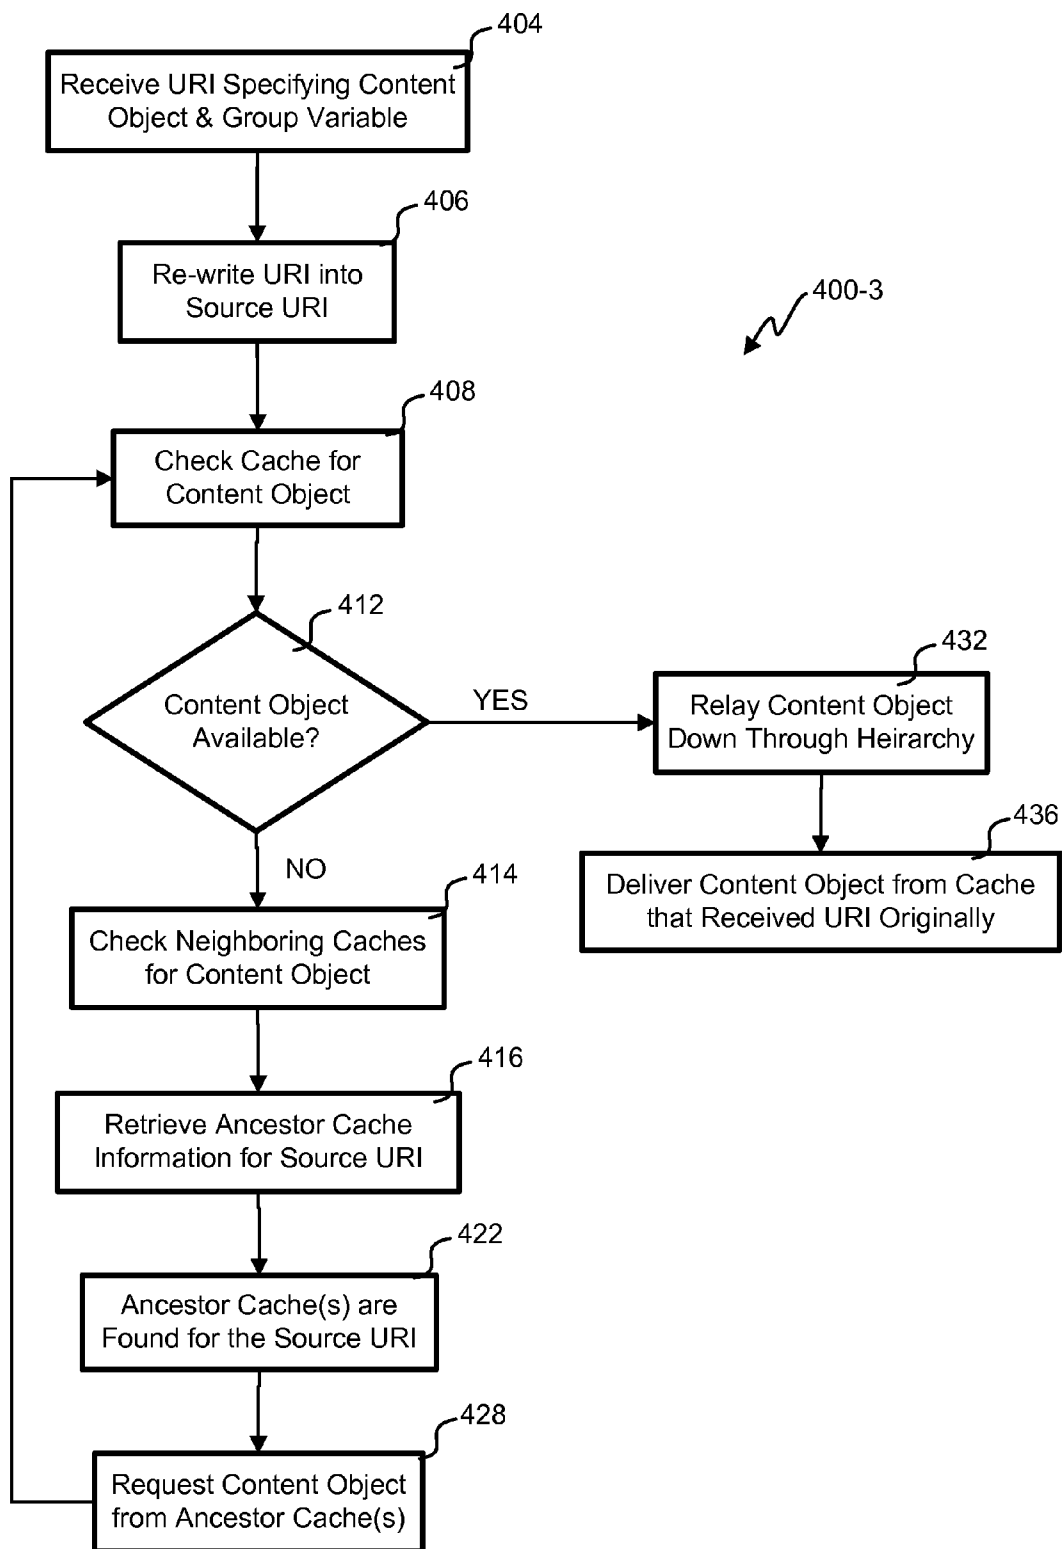 404
Receive URI Specifying Content
Object & Group Variable
406
Re-write URI into
Source URI
400-3
408
Check Cache for
Content Object
412
Content Object
Available?
YES
432
Relay Content Object
Down Through Heirarchy
436
Deliver Content Object from Cache
that Received URI Originally
NO
414
Check Neighboring Caches
for Content Object
416
Retrieve Ancestor Cache
Information for Source URI
422
Ancestor Cache(s) are
Found for the Source URI
428
Request Content Object
from Ancestor Cache(s)